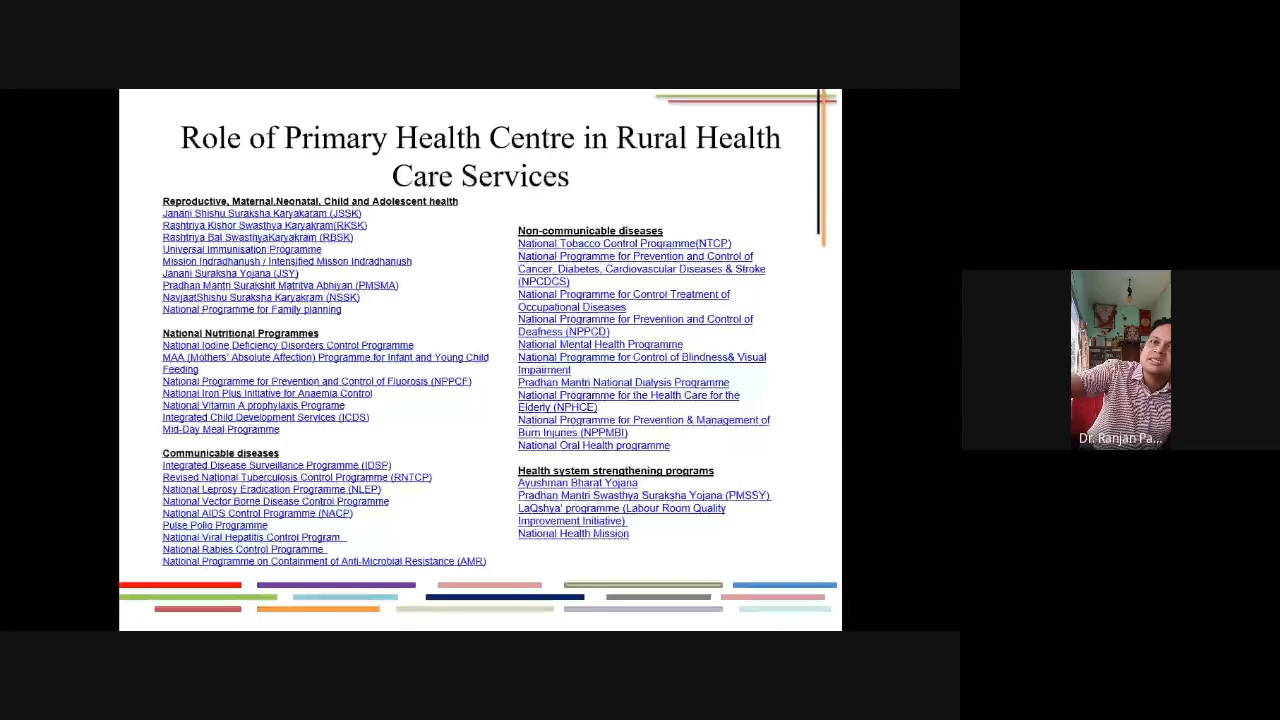 Role of Primary Health Centre in Rural Health
Care Services
Reproductive, Maternal,Neonatal, Child and Adolescent health
Janani Shishu Suraksha Karyakaram (JSSK)
Rashtriya Kishor Swasthya Karyakram(RKSK)
Rashtriya Bal SwasthyaKaryakram (RBSK)
Universal Immunisation Programme
Mission Indradhanush / Intensified Misson Indradhanush
Janani Suraksha Yojana (JSY)
Pradhan Mantri Surakshit Matritva Abhiyan (PMSMA)
NavjaatShishu Suraksha Karyakram (NSSK)
National Programme for Family planning
National Nutritional Programmes
National Iodine Deficiency Disorders Control Programme
MAA (Mothers' Absolute Affection) Programme for Infant and Young Child
Feeding
National Programme for Prevention and Control of Fluorosis (NPPCF)
National Iron Plus Initiative for Anaemia Control
National Vitamin A prophylaxis Programe
Integrated Child Development Services (ICDS)
Mid-Day Meal Programme
Communicable diseases
Integrated Disease Surveillance Programme (IDSP)
Revised National Tuberculosis Control Programme (RNTCP)
National Leprosy Eradication Programme (NLEP)
National Vector Borne Disease Control Programme
National AIDS Control Programme (NACP)
Pulse Polio Programme
National Viral Hepatitis Control Program
National Rabies Control Programme
National Programme on Containment of Anti-Microbial Resistance (AMR)
Non-communicable diseases
National Tobacco Control Programme(NTCP)
National Programme for Prevention and Control of
Cancer, Diabetes, Cardiovascular Diseases & Stroke
(NPCDCS)
National Programme for Control Treatment of
Occupational Diseases
National Programme for Prevention and Control of
Deafness (NPPCD)
National Mental Health Programme
National Programme for Control of Blindness& Visual
Impairment
Pradhan Mantri National Dialysis Programme
National Programme for the Health Care for the
Elderly (NPHCE)
National Programme for Prevention & Management of
Burn Injuries (NPPMBI)
National Oral Health programme
Health system strengthening programs
Ayushman Bharat Yojana
Pradhan Mantri Swasthya Suraksha Yojana (PMSSY)
LaQshya' programme (Labour Room Quality
Improvement Initiative)
National Health Mission
Dr. Ranjan Pa...